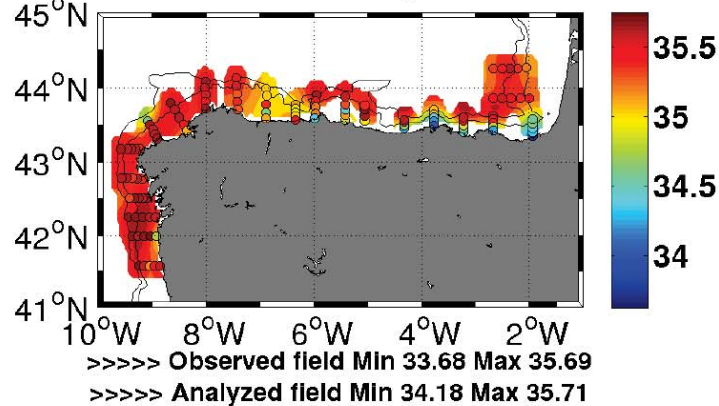 45°N
44°N
43°N
42°N
41°N
10°W 8°W 6°W 4°W 2°W
35.5
35
34.5
34
>>>>> Observed field Min 33.68 Max 35.69
>>>>> Analyzed field Min 34.18 Max 35.71